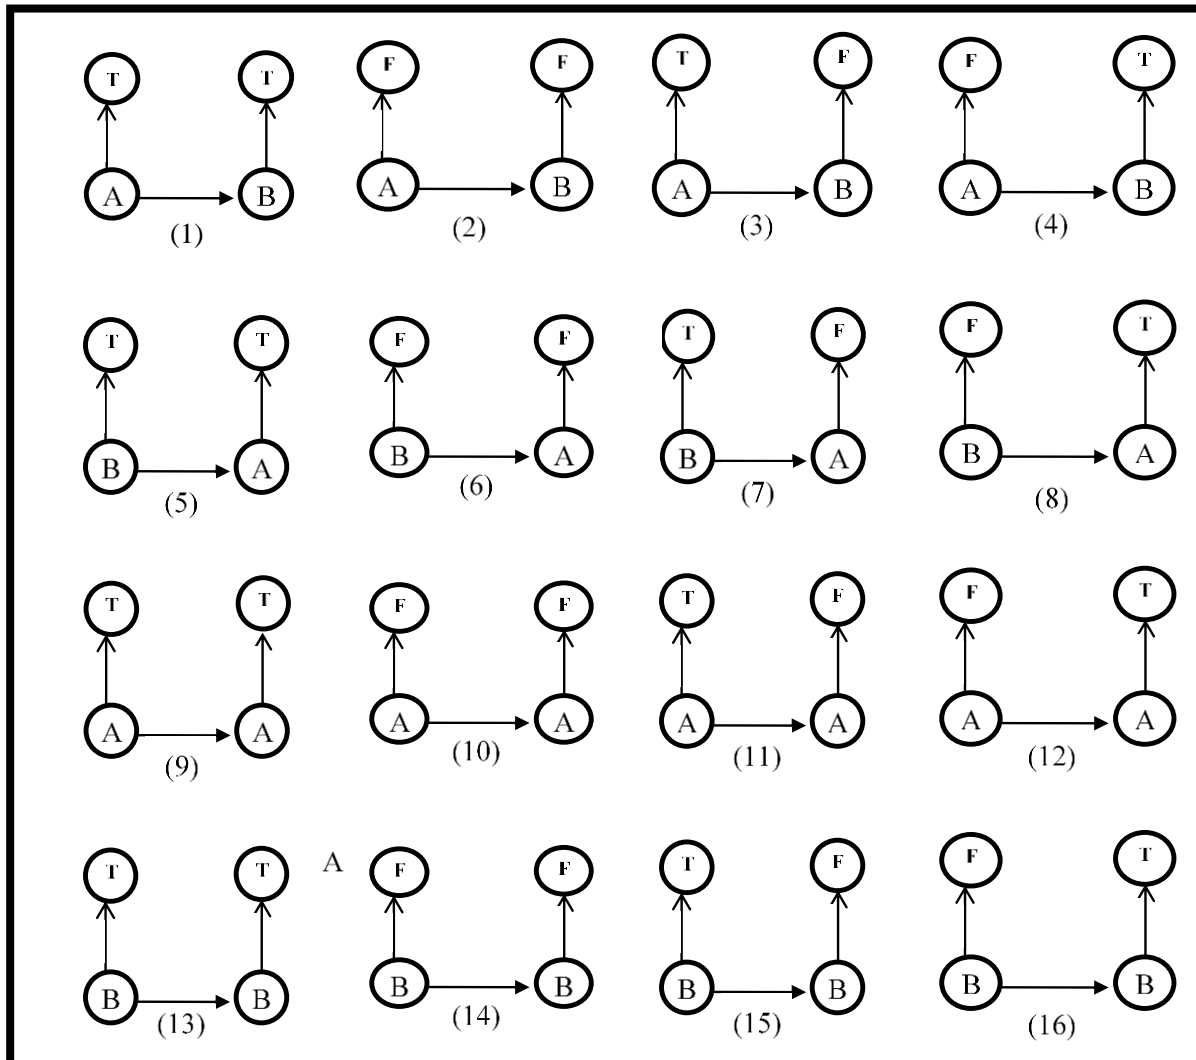 T T F F T F F T
A B A B A B A B
(1) (2) (3) (4)
T T F F T F F T
B A B A B A B A
(5) (6) (7) (8)
T T F F T F F T
A A A A A A A A
(9) (10) (11) (12)
T T A F F T F F T
B B B B B B B B
(13) (14) (15) (16)